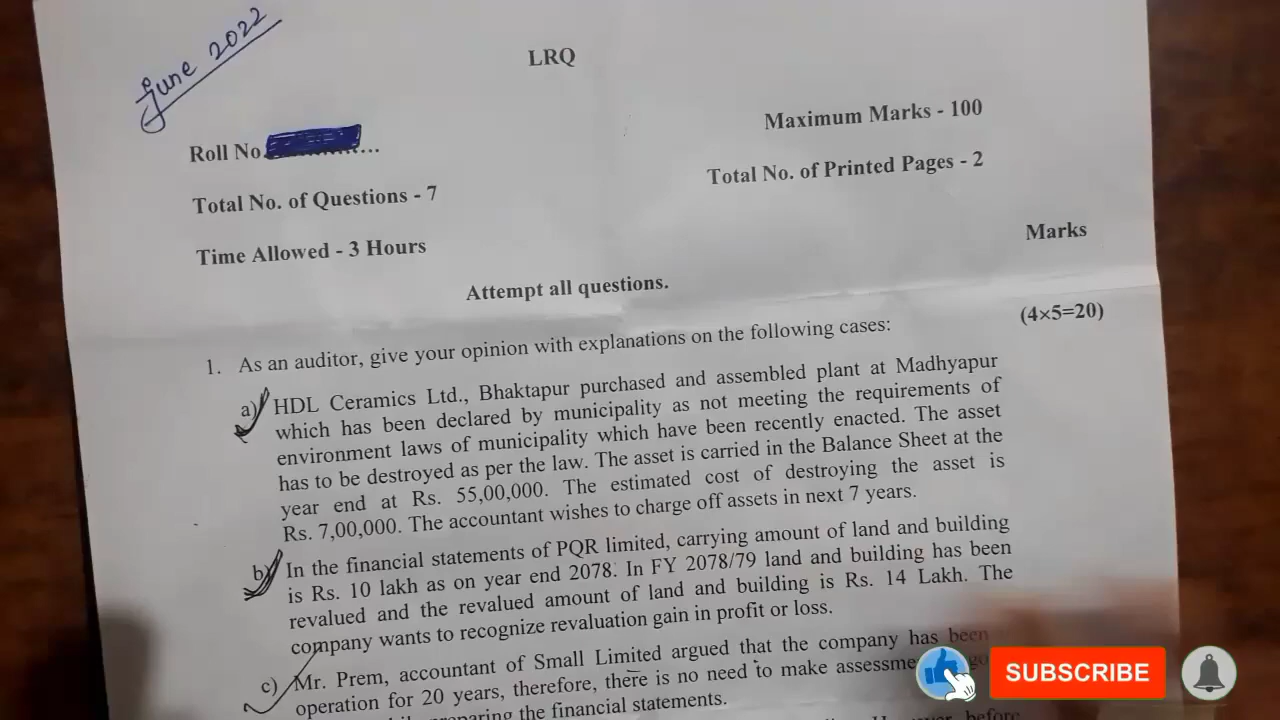 June 2022
LRQ
Roll No.............
Maximum Marks - 100
Total No. of Questions - 7
Total No. of Printed Pages - 2
Time Allowed - 3 Hours
Marks
Attempt all questions.
1. As an auditor, give your opinion with explanations on the following cases: (4×5=20)
a) HDL Ceramics Ltd., Bhaktapur purchased and assembled plant at Madhyapur
which has been declared by municipality as not meeting the requirements of
environment laws of municipality which have been recently enacted. The asset
has to be destroyed as per the law. The asset is carried in the Balance Sheet at the
year end at Rs. 55,00,000. The estimated cost of destroying the asset is
Rs. 7,00,000. The accountant wishes to charge off assets in next 7 years.
b) In the financial statements of PQR limited, carrying amount of land and building
is Rs. 10 lakh as on year end 2078. In FY 2078/79 land and building has been
revalued and the revalued amount of land and building is Rs. 14 Lakh. The
company wants to recognize revaluation gain in profit or loss.
c) Mr. Prem, accountant of Small Limited argued that the company has been
operation for 20 years, therefore, there is no need to make
the financial statements.
before
SUBSCRIBE